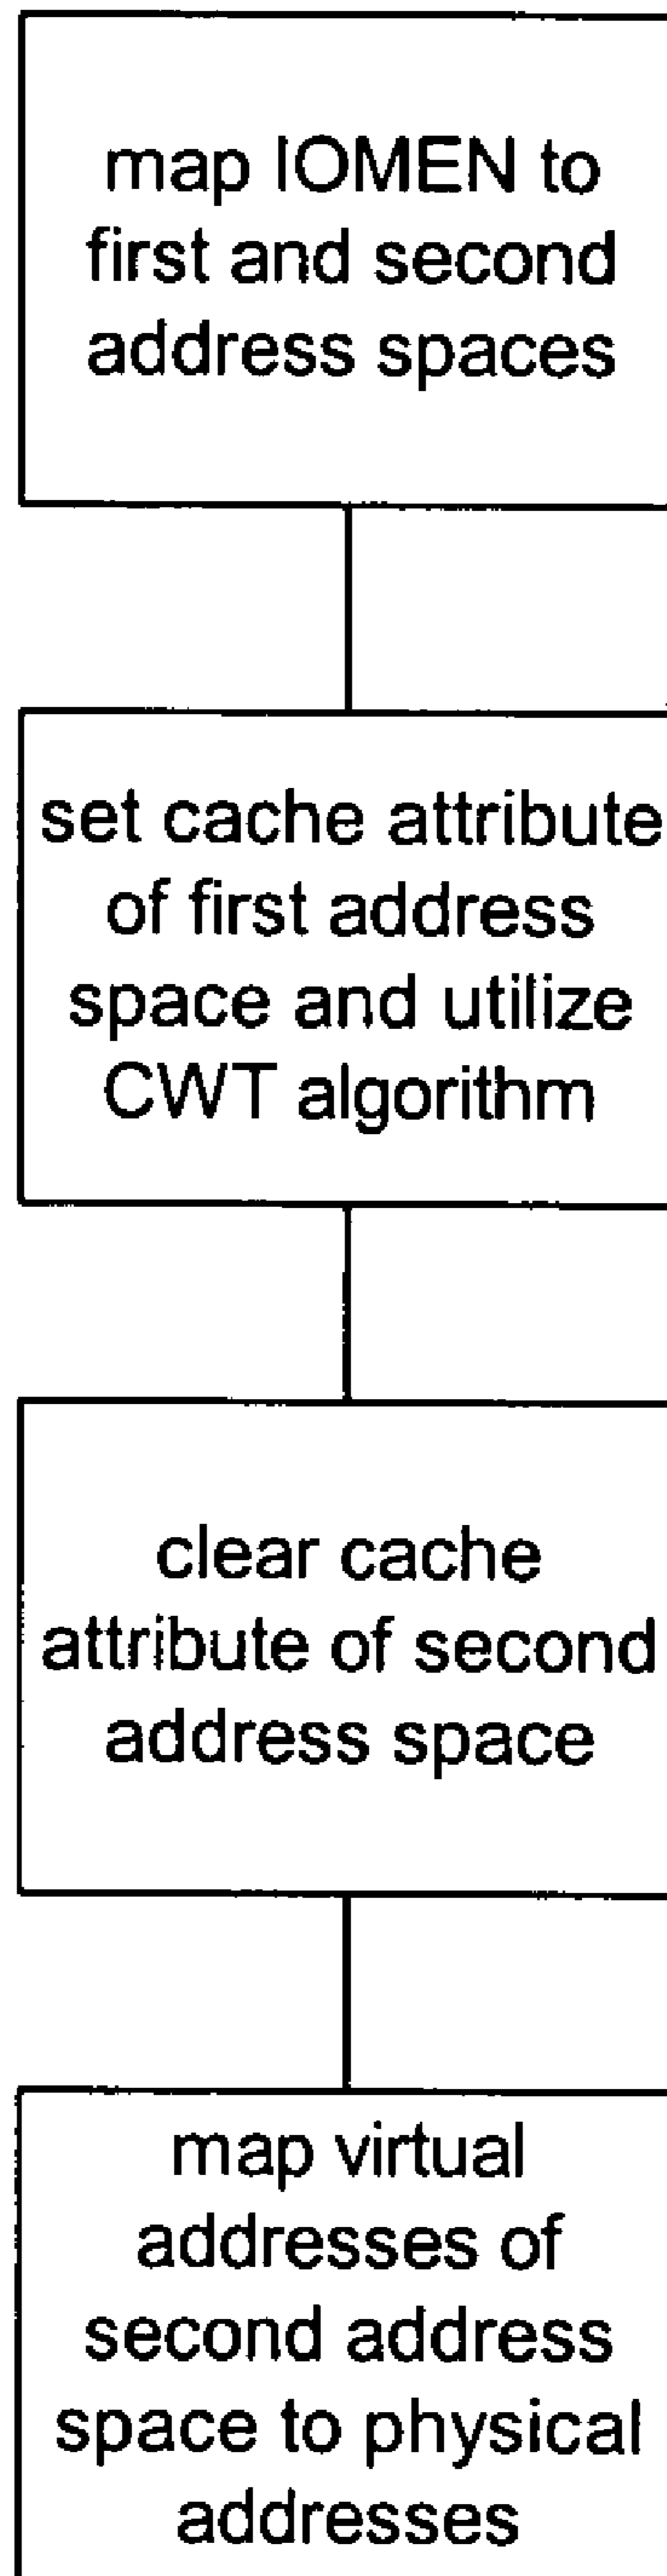 map IOMEN to
first and second
address spaces
set cache attribute
of first address
space and utilize
CWT algorithm
clear cache
attribute of second
address space
map virtual
addresses of
second address
space to physical
addresses